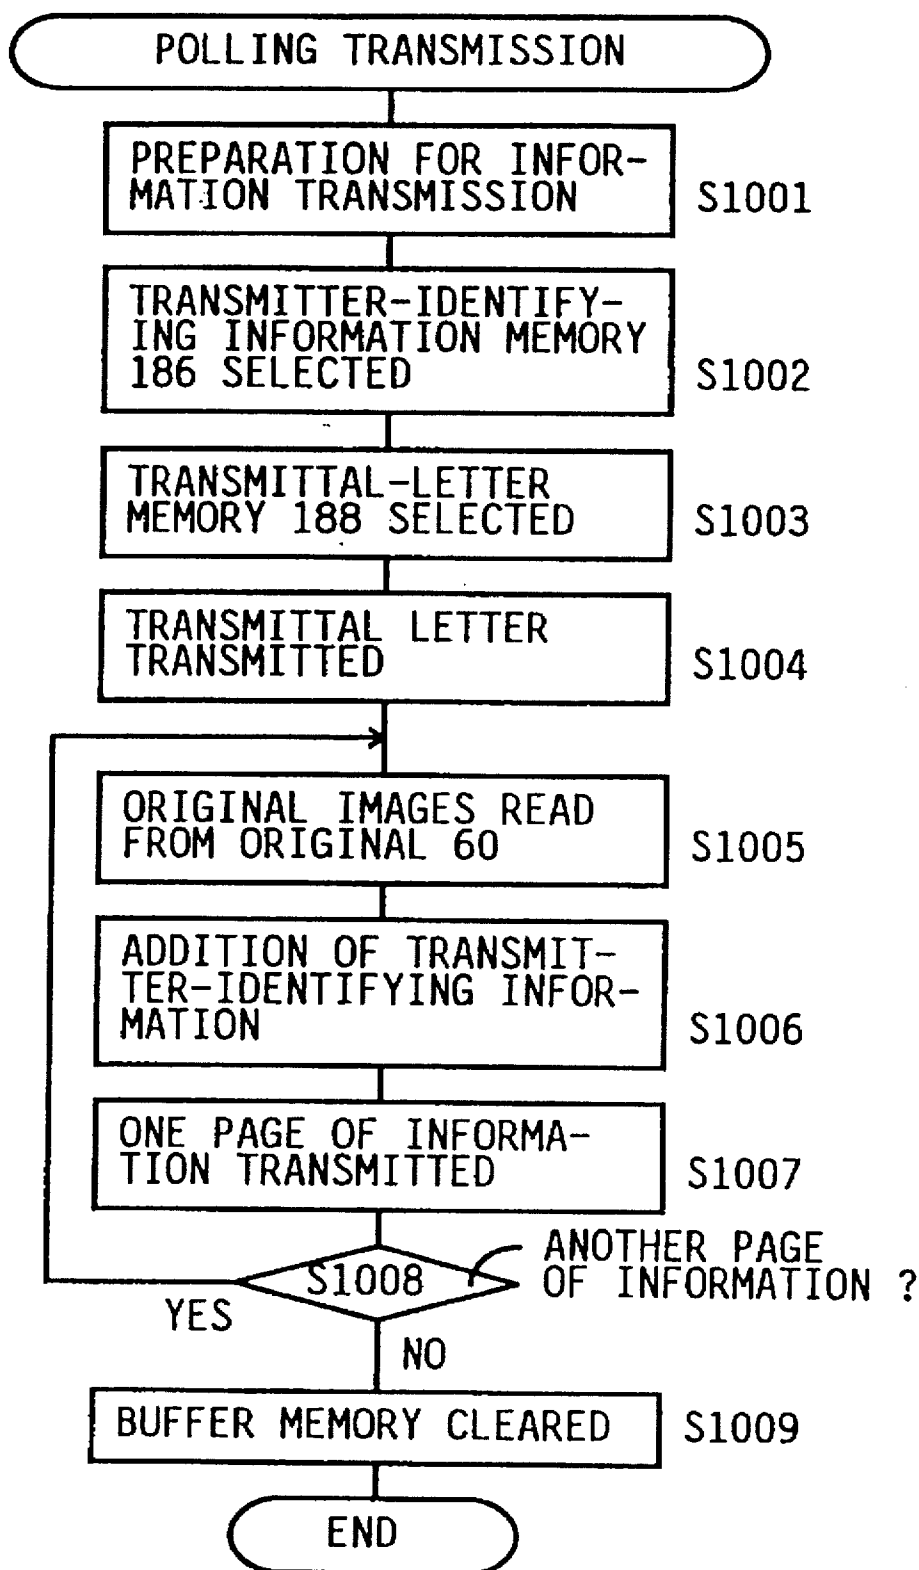 POLLING TRANSMISSION
PREPARATION FOR INFOR-
MATION TRANSMISSION
S1001
TRANSMITTER-IDENTIFY-
ING INFORMATION MEMORY
186 SELECTED
S1002
TRANSMITTAL-LETTER
MEMORY 188 SELECTED
S1003
TRANSMITTAL LETTER
TRANSMITTED
S1004
ORIGINAL IMAGES READ
FROM ORIGINAL 60
S1005
ADDITION OF TRANSMIT-
TER-IDENTIFYING INFOR-
MATION
S1006
ONE PAGE OF INFORMA-
TION TRANSMITTED
S1007
S1008
ANOTHER PAGE
OF INFORMATION ?
YES
NO
BUFFER MEMORY CLEARED
S1009
END